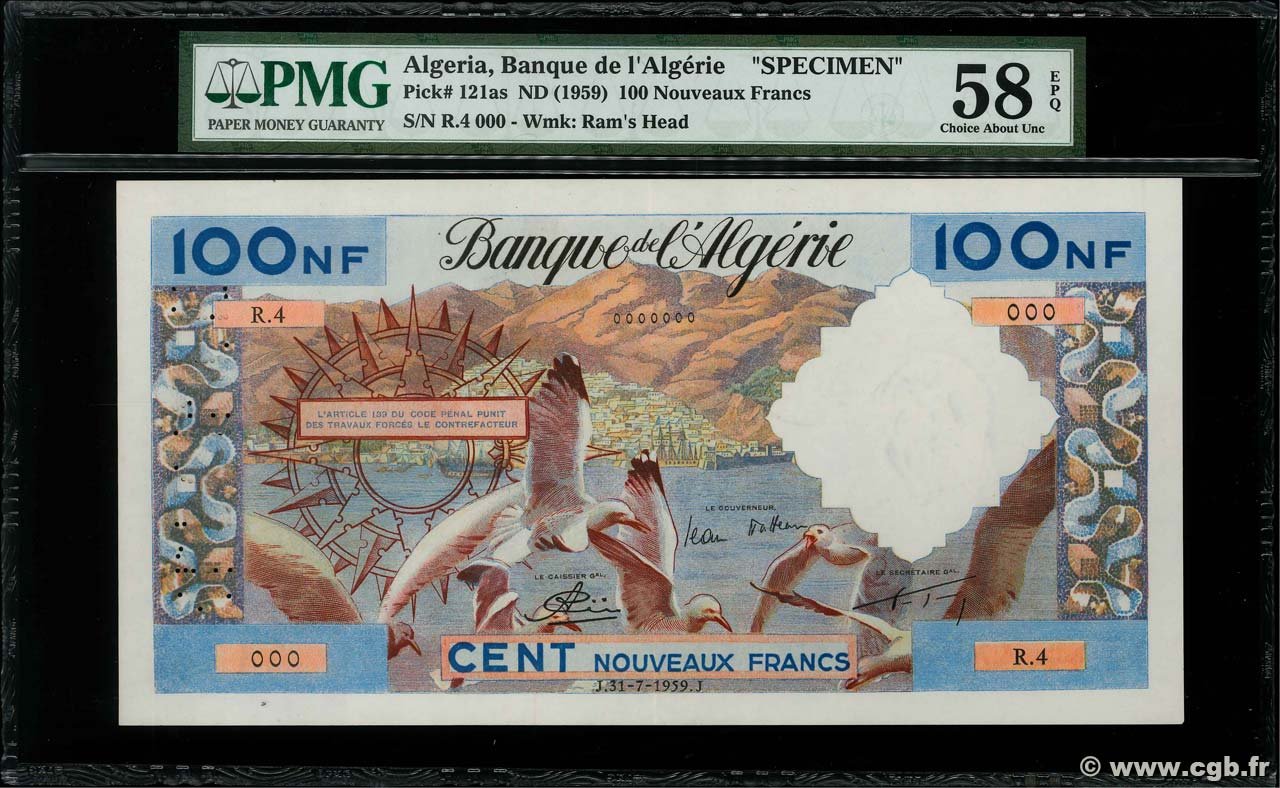 PMG
PAPER MONEY GUARANTY
Algeria, Banque de l'Algérie "SPECIMEN"
Pick# 121as ND (1959) 100 Nouveaux Francs
S/N R.4 000 - Wmk: Ram's Head
58
EPQ
Choice About Unc
100NF
Banque de l'Algérie
100NF
R.4
0000000
000
L'ARTICLE 139 DU CODE PÉNAL PUNIT
DES TRAVAUX FORCÉS LE CONTREFACTEUR
LE GOUVERNEUR,
LE CAISSIER GAL.
LE SECRÉTAIRE GAL.
000
CENT NOUVEAUX FRANCS
R.4
J.31-7-1959.J
© www.cgb.fr